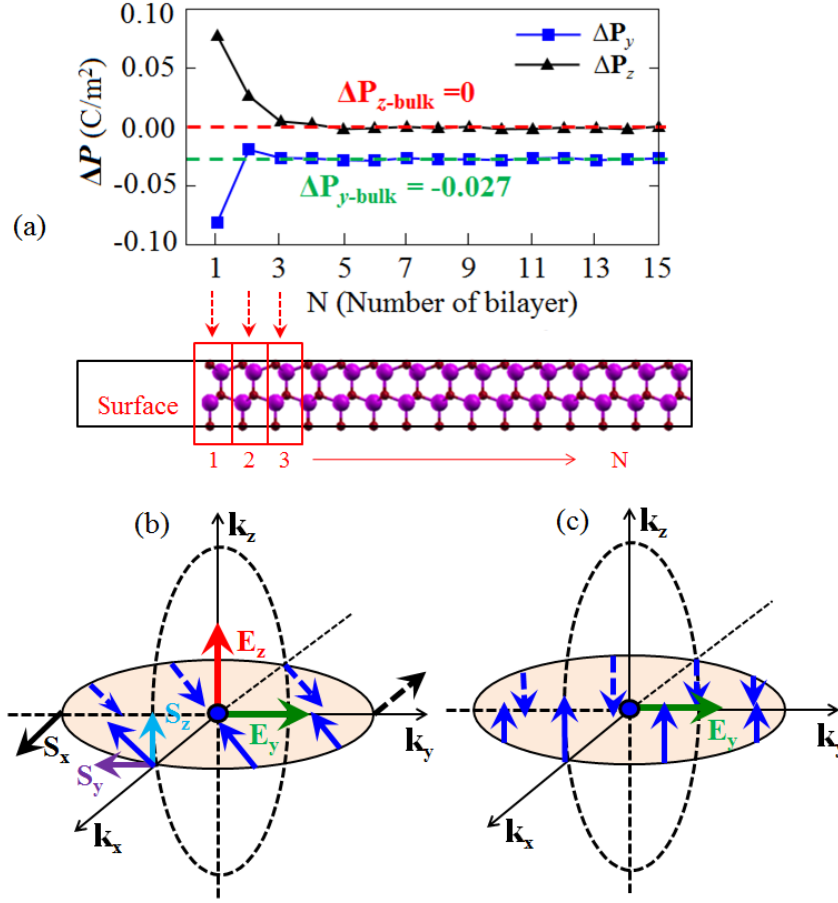 0.10
0.05
0.00
-0.05
-0.10
ΔP (C/m²)
ΔPy
ΔPz
ΔPz-bulk =0
ΔPy-bulk = -0.027
(a)
1 3 5 7 9 11 13 15
N (Number of bilayer)
Surface
1 2 3 N
(b)
kz
Ez
Sz
Ey
ky
Sx
Sy
kx
(c)
kz
Ey
ky
kx